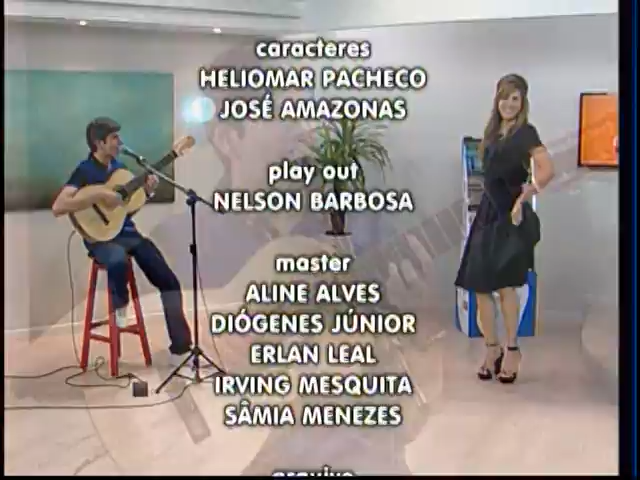 caracteres
HELIOMAR PACHECO
JOSÉ AMAZONAS
play out
NELSON BARBOSA
master
ALINE ALVES
DIÓGENES JÚNIOR
ERLAN LEAL
IRVING MESQUITA
SÂMIA MENEZES
arquivo